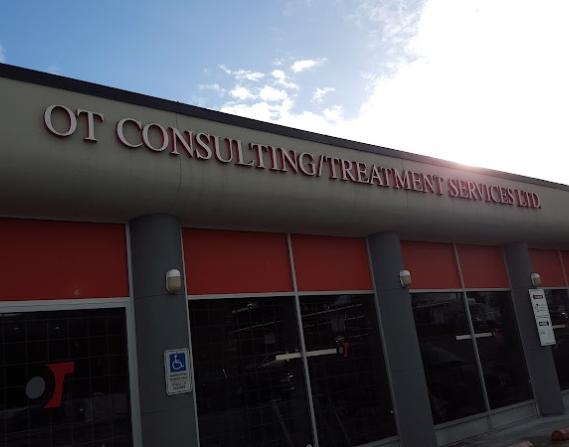 OT CONSULTING/TREATMENT SERVICES LTD.